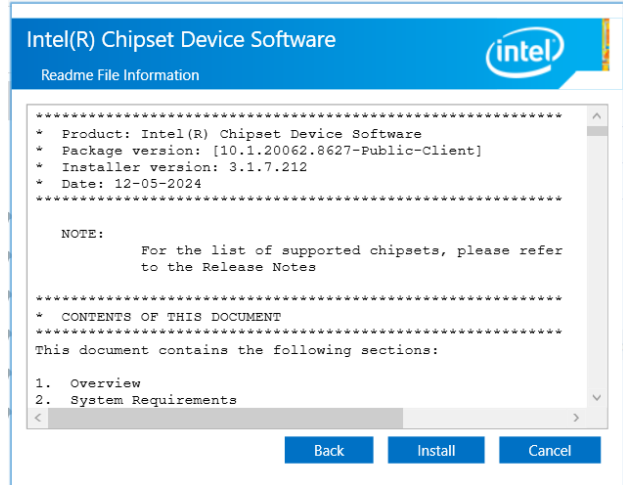 Intel(R) Chipset Device Software
intel
Readme File Information
************************************************************
*  Product: Intel(R) Chipset Device Software
*  Package version: [10.1.20062.8627-Public-Client]
*  Installer version: 3.1.7.212
*  Date: 12-05-2024
************************************************************
NOTE:
For the list of supported chipsets, please refer
to the Release Notes
************************************************************
*  CONTENTS OF THIS DOCUMENT
************************************************************
This document contains the following sections:
1.  Overview
2.  System Requirements
Back
Install
Cancel